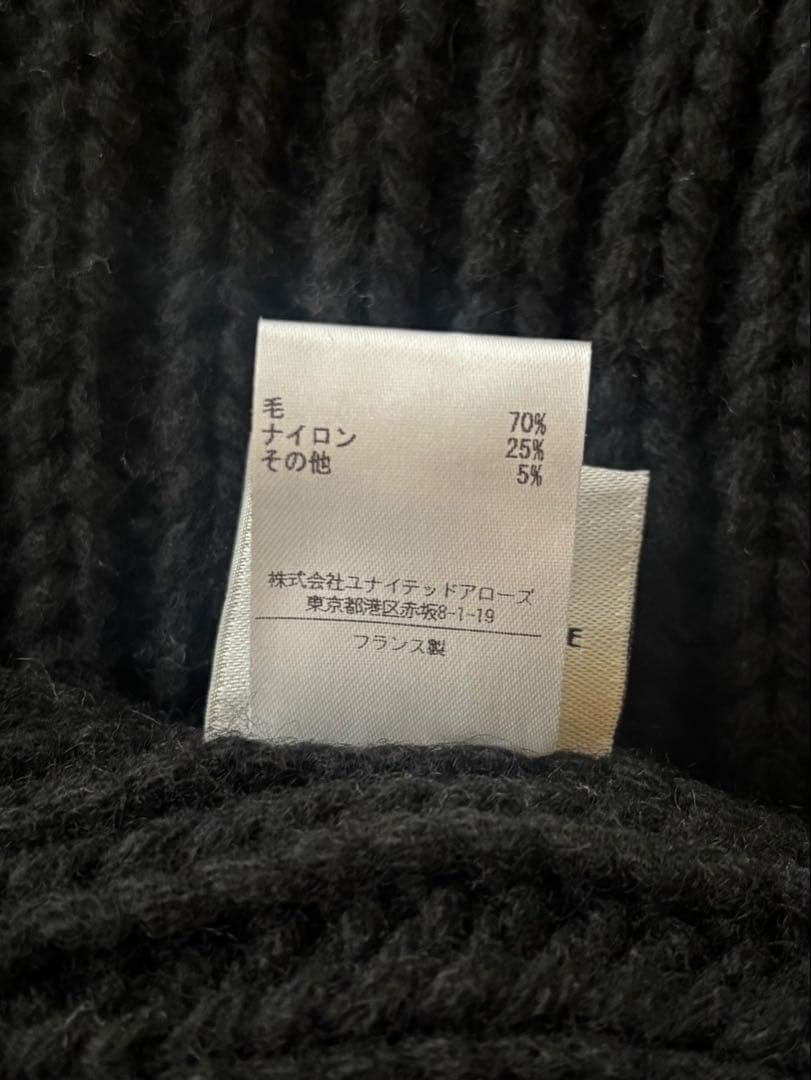 毛 70%
ナイロン 25%
その他 5%
株式会社ユナイテッドアローズ
東京都港区赤坂8-1-19
フランス製
E